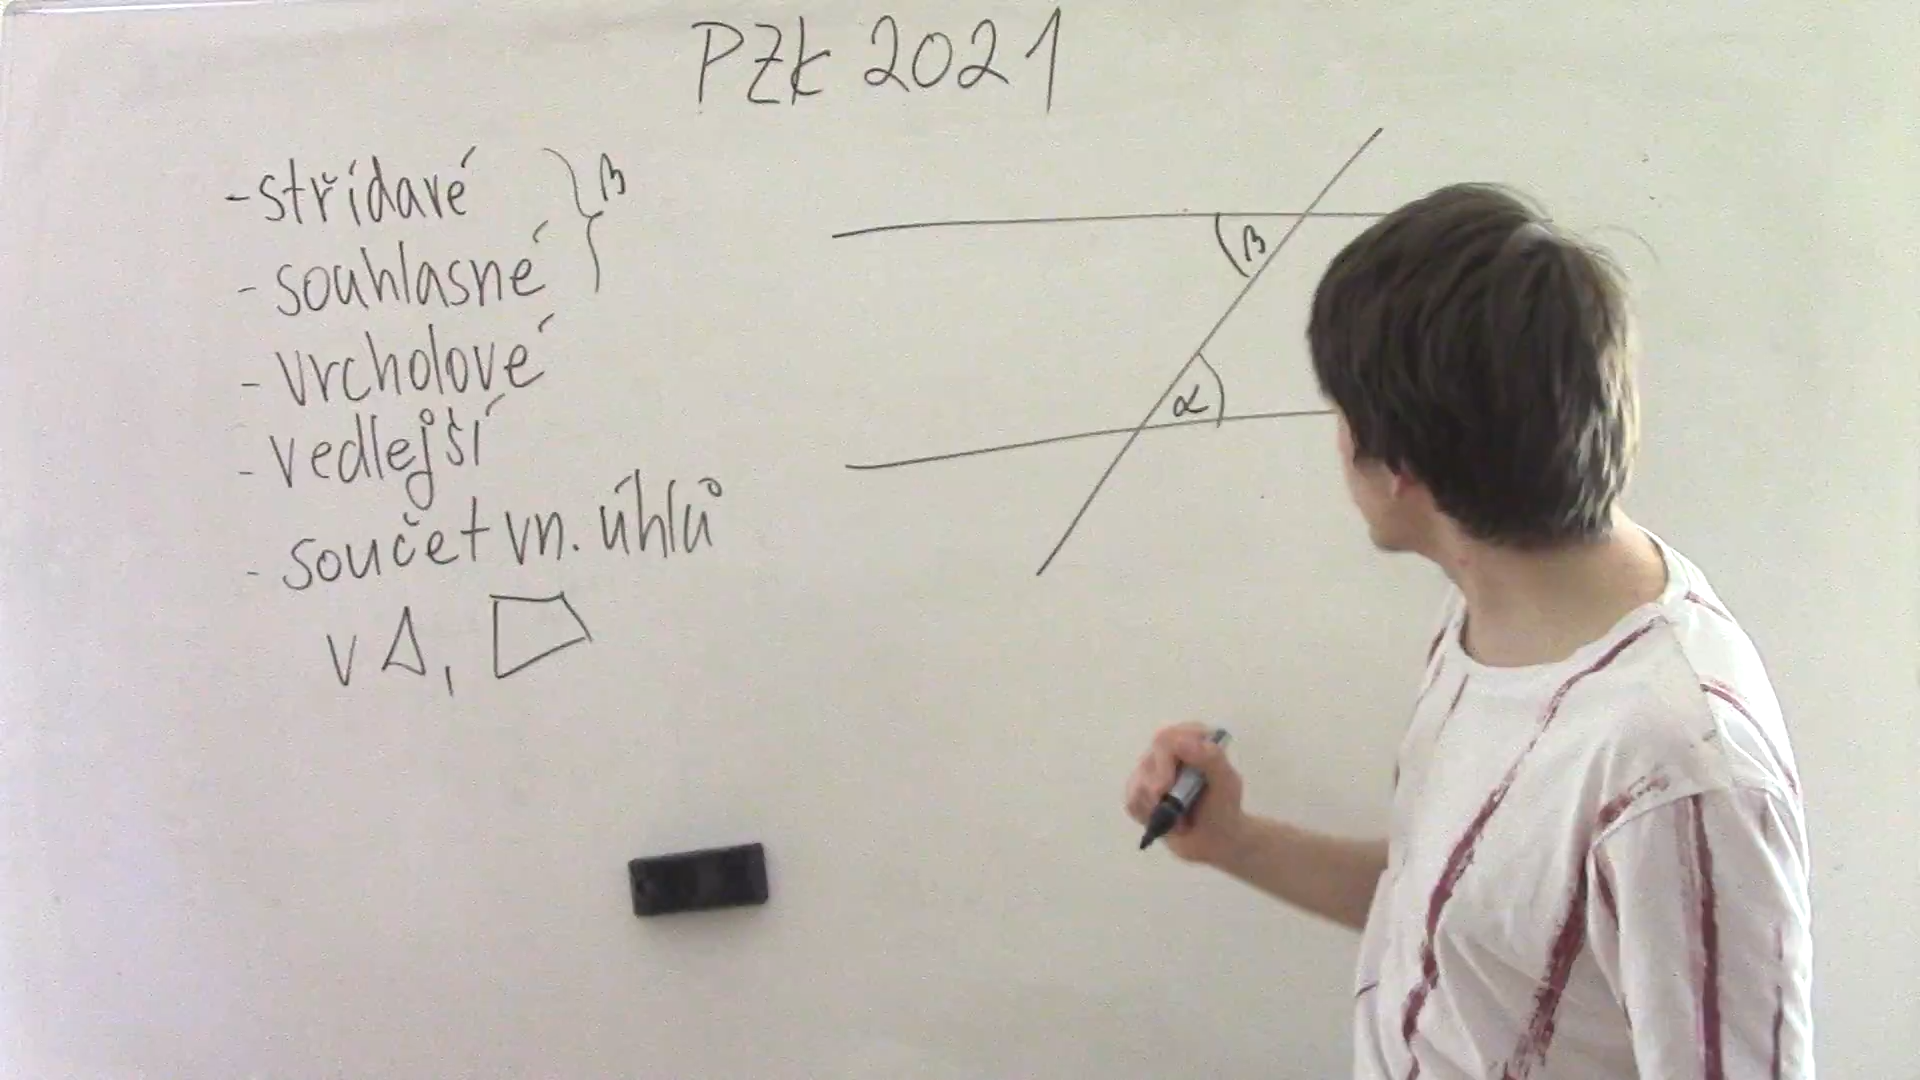 PZK 2021
- střídavé } β
- souhlasné
- vrcholové
- vedlejší
- součet vn. úhlů
v Δ,
β
α